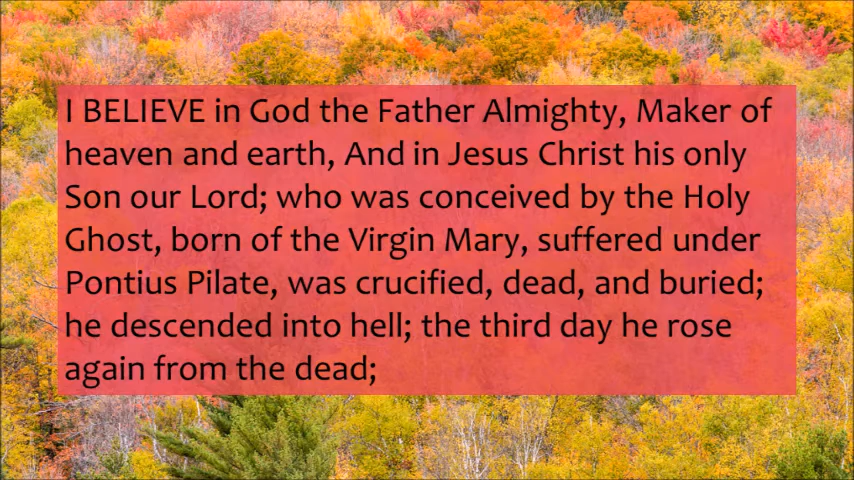 I BELIEVE in God the Father Almighty, Maker of
heaven and earth, And in Jesus Christ his only
Son our Lord; who was conceived by the Holy
Ghost, born of the Virgin Mary, suffered under
Pontius Pilate, was crucified, dead, and buried;
he descended into hell; the third day he rose
again from the dead;